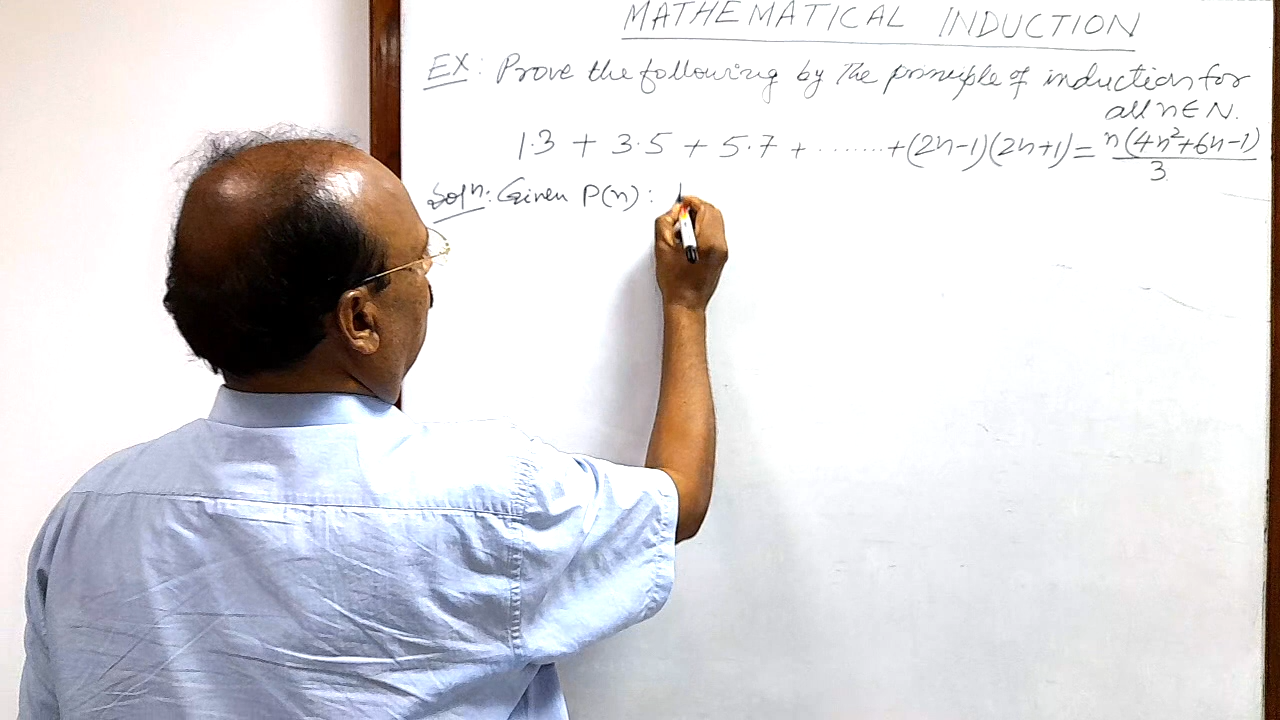 MATHEMATICAL INDUCTION
EX: Prove the following by the principle of induction for
all n∈N.
1.3 + 3.5 + 5.7 + ....... + (2n-1)(2n+1) = n(4n²+6n-1)/3
Solⁿ: Given P(n): 1